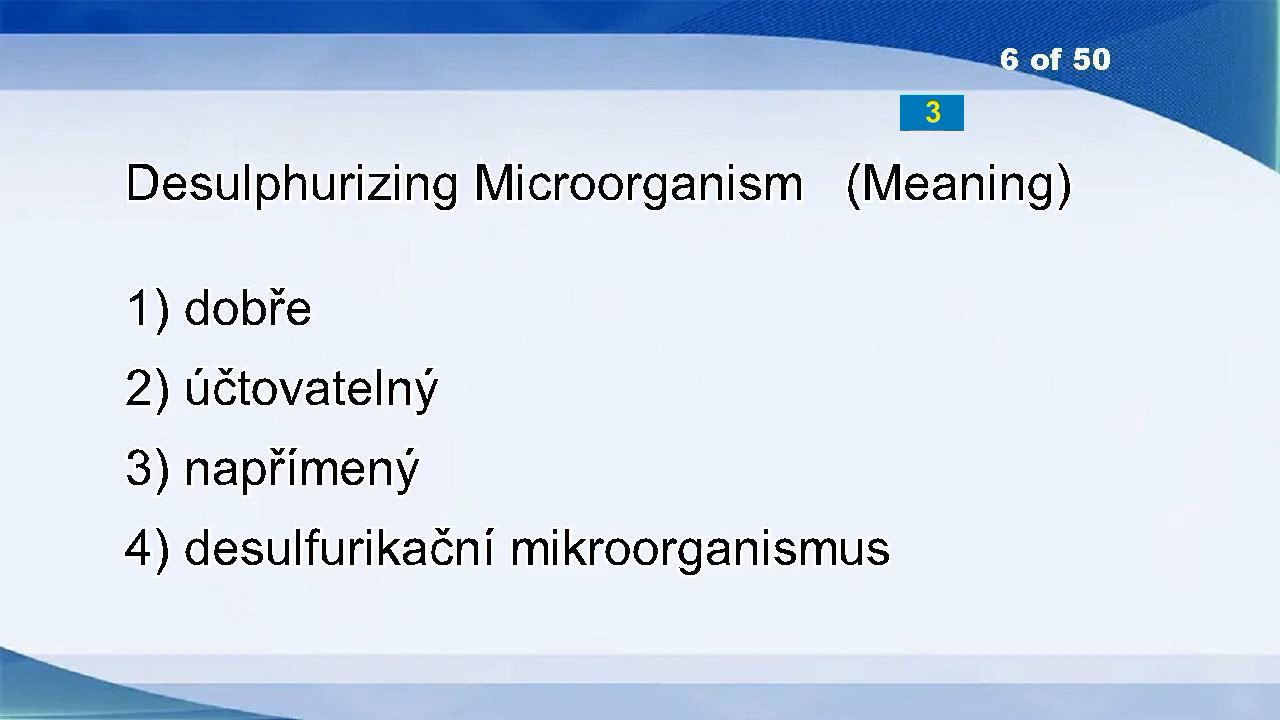 6 of 50
3
Desulphurizing Microorganism (Meaning)
1) dobře
2) účtovatelný
3) napřímený
4) desulfurikační mikroorganismus